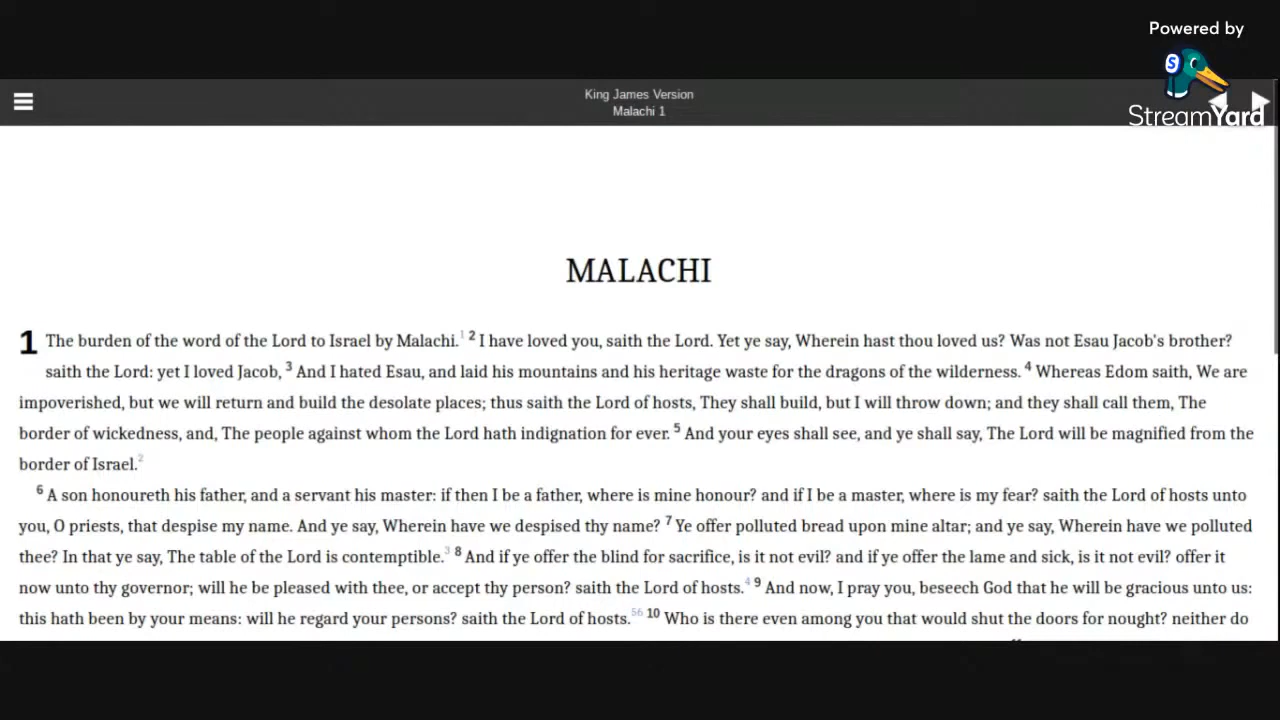 Powered by
S
StreamYard
King James Version
Malachi 1
MALACHI
1 The burden of the word of the Lord to Israel by Malachi.1 2 I have loved you, saith the Lord. Yet ye say, Wherein hast thou loved us? Was not Esau Jacob's brother?
saith the Lord: yet I loved Jacob, 3 And I hated Esau, and laid his mountains and his heritage waste for the dragons of the wilderness. 4 Whereas Edom saith, We are
impoverished, but we will return and build the desolate places; thus saith the Lord of hosts, They shall build, but I will throw down; and they shall call them, The
border of wickedness, and, The people against whom the Lord hath indignation for ever. 5 And your eyes shall see, and ye shall say, The Lord will be magnified from the
border of Israel.2
6 A son honoureth his father, and a servant his master: if then I be a father, where is mine honour? and if I be a master, where is my fear? saith the Lord of hosts unto
you, O priests, that despise my name. And ye say, Wherein have we despised thy name? 7 Ye offer polluted bread upon mine altar; and ye say, Wherein have we polluted
thee? In that ye say, The table of the Lord is contemptible.3 8 And if ye offer the blind for sacrifice, is it not evil? and if ye offer the lame and sick, is it not evil? offer it
now unto thy governor; will he be pleased with thee, or accept thy person? saith the Lord of hosts.4 9 And now, I pray you, beseech God that he will be gracious unto us:
this hath been by your means: will he regard your persons? saith the Lord of hosts.56 10 Who is there even among you that would shut the doors for nought? neither do